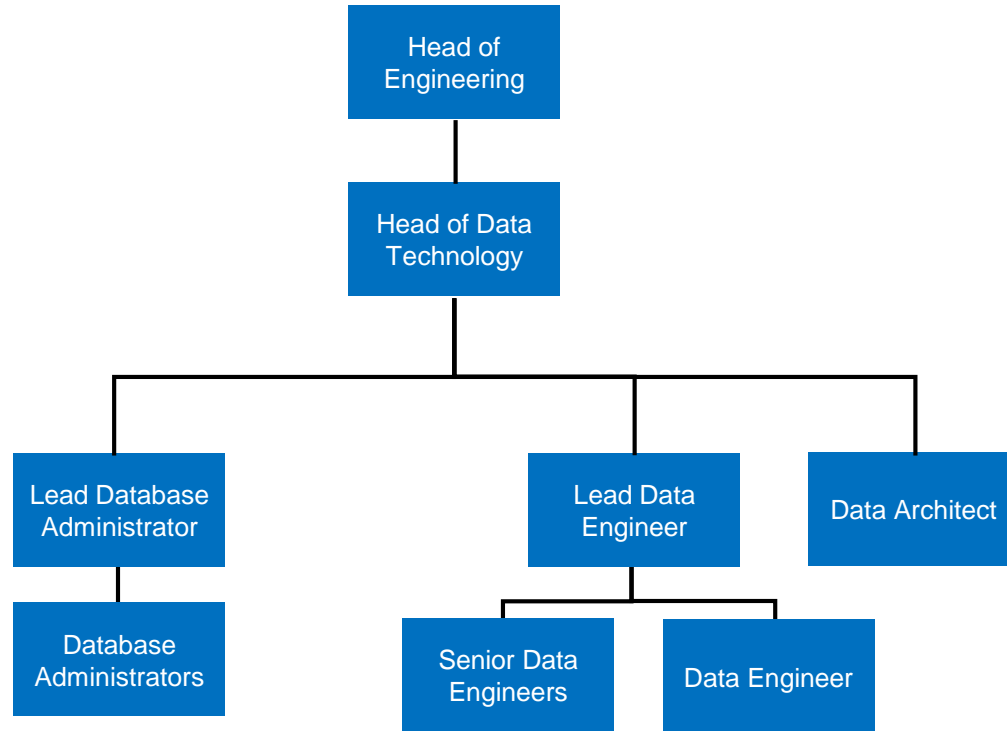 Head of
Engineering
Head of Data
Technology
Lead Database
Administrator
Lead Data
Engineer
Data Architect
Database
Administrators
Senior Data
Engineers
Data Engineer